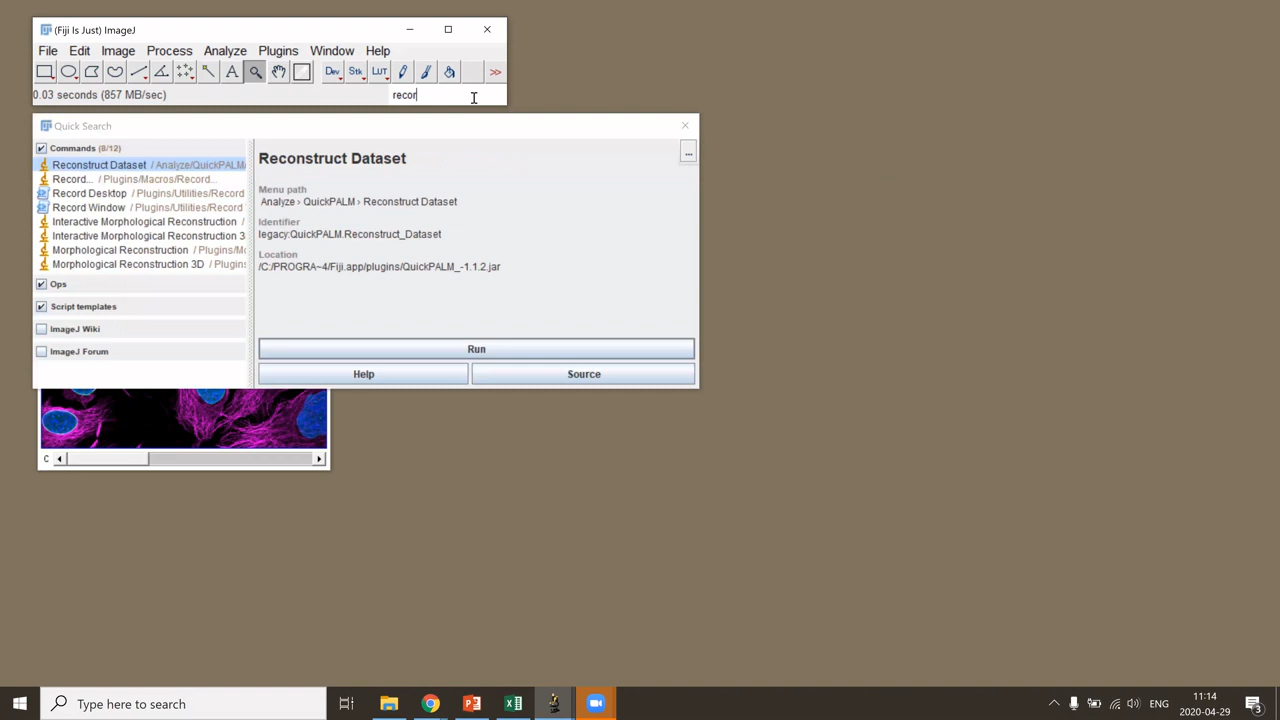 (Fiji Is Just) ImageJ
File Edit Image Process Analyze Plugins Window Help
A Dev Stk LUT >>
0.03 seconds (857 MB/sec)
recor
Quick Search
Commands (8/12)
Reconstruct Dataset / Analyze/QuickPALM/
Record... / Plugins/Macros/Record...
Record Desktop / Plugins/Utilities/Record
Record Window / Plugins/Utilities/Record
Interactive Morphological Reconstruction /
Interactive Morphological Reconstruction 3
Morphological Reconstruction / Plugins/Mo
Morphological Reconstruction 3D / Plugins
Ops
Script templates
ImageJ Wiki
ImageJ Forum
Reconstruct Dataset
...
Menu path
Analyze › QuickPALM › Reconstruct Dataset
Identifier
legacy:QuickPALM.Reconstruct_Dataset
Location
/C:/PROGRA~4/Fiji.app/plugins/QuickPALM_-1.1.2.jar
Run
Help
Source
C
Type here to search
ENG
11:14
2020-04-29
3